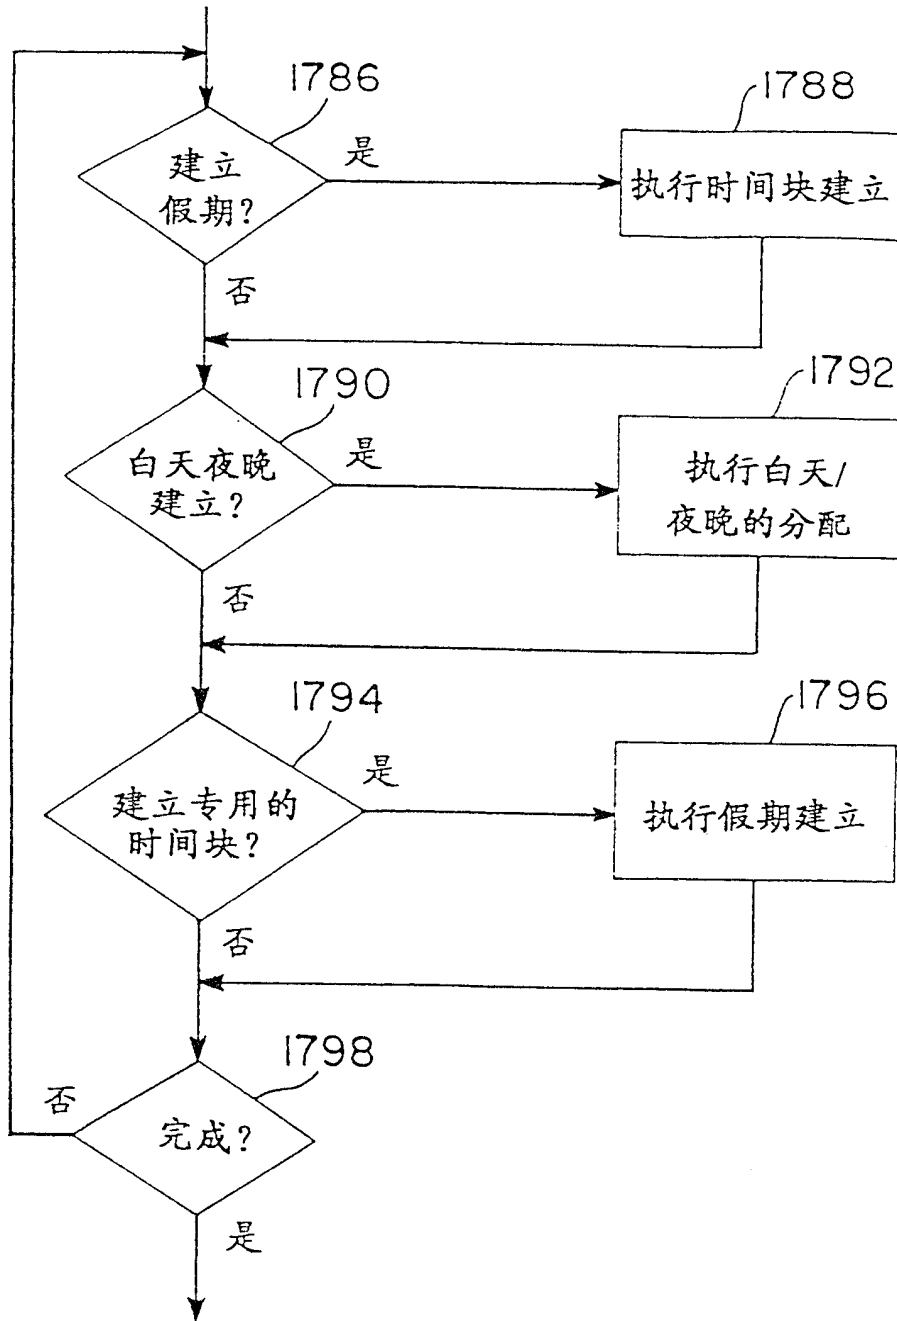 1786
1788
建立
假期?
是
执行时间块建立
否
1790
1792
白天夜晚
建立?
是
执行白天/
夜晚的分配
否
1794
1796
建立专用的
时间块?
是
执行假期建立
否
1798
否
完成?
是